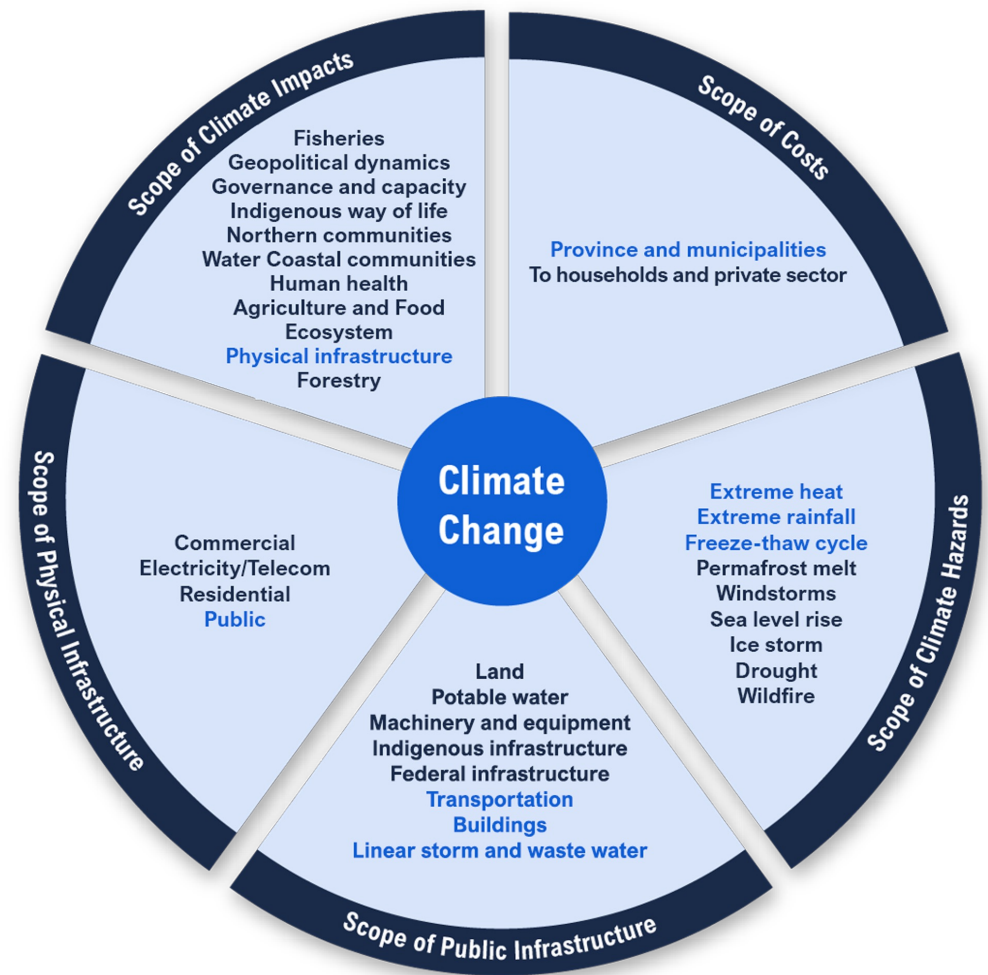 Scope of Climate Impacts
Fisheries
Geopolitical dynamics
Governance and capacity
Indigenous way of life
Northern communities
Water Coastal communities
Human health
Agriculture and Food
Ecosystem
Physical infrastructure
Forestry
Scope of Costs
Province and municipalities
To households and private sector
Climate
Change
Scope of Climate Hazards
Extreme heat
Extreme rainfall
Freeze-thaw cycle
Permafrost melt
Windstorms
Sea level rise
Ice storm
Drought
Wildfire
Scope of Public Infrastructure
Land
Potable water
Machinery and equipment
Indigenous infrastructure
Federal infrastructure
Transportation
Buildings
Linear storm and waste water
Scope of Physical Infrastructure
Commercial
Electricity/Telecom
Residential
Public